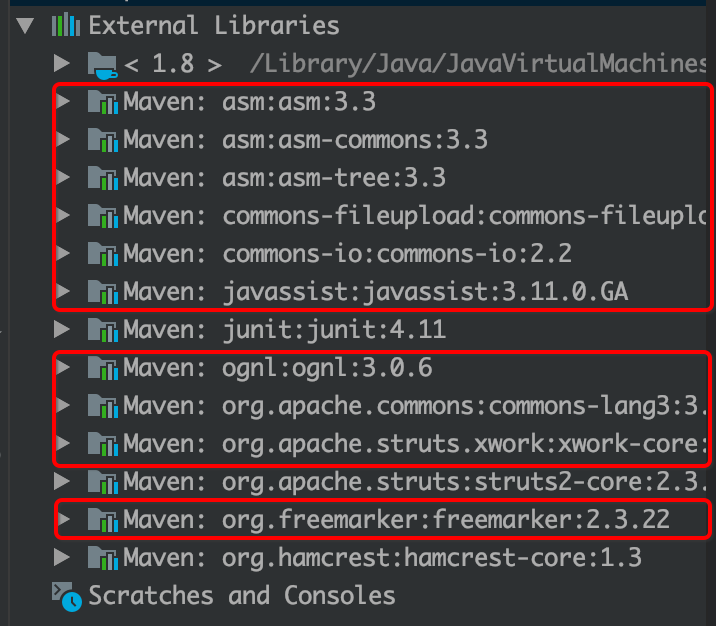 External Libraries
< 1.8 > /Library/Java/JavaVirtualMachines
Maven: asm:asm:3.3
Maven: asm:asm-commons:3.3
Maven: asm:asm-tree:3.3
Maven: commons-fileupload:commons-fileuplo
Maven: commons-io:commons-io:2.2
Maven: javassist:javassist:3.11.0.GA
Maven: junit:junit:4.11
Maven: ognl:ognl:3.0.6
Maven: org.apache.commons:commons-lang3:3.
Maven: org.apache.struts.xwork:xwork-core:
Maven: org.apache.struts:struts2-core:2.3.
Maven: org.freemarker:freemarker:2.3.22
Maven: org.hamcrest:hamcrest-core:1.3
Scratches and Consoles